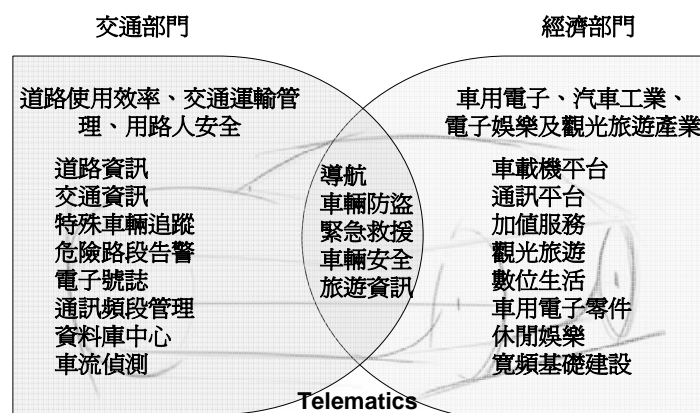 交通部門
經濟部門
道路使用效率、交通運輸管
理、用路人安全
道路資訊
交通資訊
特殊車輛追蹤
危險路段告警
電子號誌
通訊頻段管理
資料庫中心
車流偵測
導航
車輛防盜
緊急救援
車輛安全
旅遊資訊
車用電子、汽車工業、
電子娛樂及觀光旅遊產業
車載機平台
通訊平台
加值服務
觀光旅遊
數位生活
車用電子零件
休閒娛樂
寬頻基礎建設
Telematics